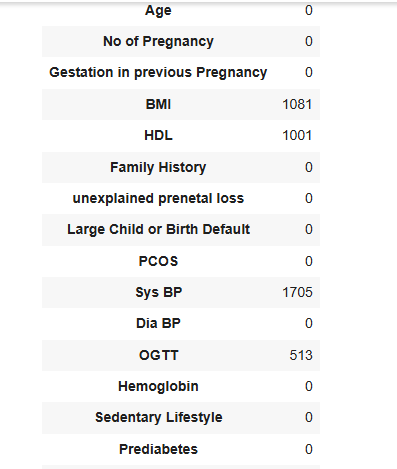 Age 0
No of Pregnancy 0
Gestation in previous Pregnancy 0
BMI 1081
HDL 1001
Family History 0
unexplained prenetal loss 0
Large Child or Birth Default 0
PCOS 0
Sys BP 1705
Dia BP 0
OGTT 513
Hemoglobin 0
Sedentary Lifestyle 0
Prediabetes 0